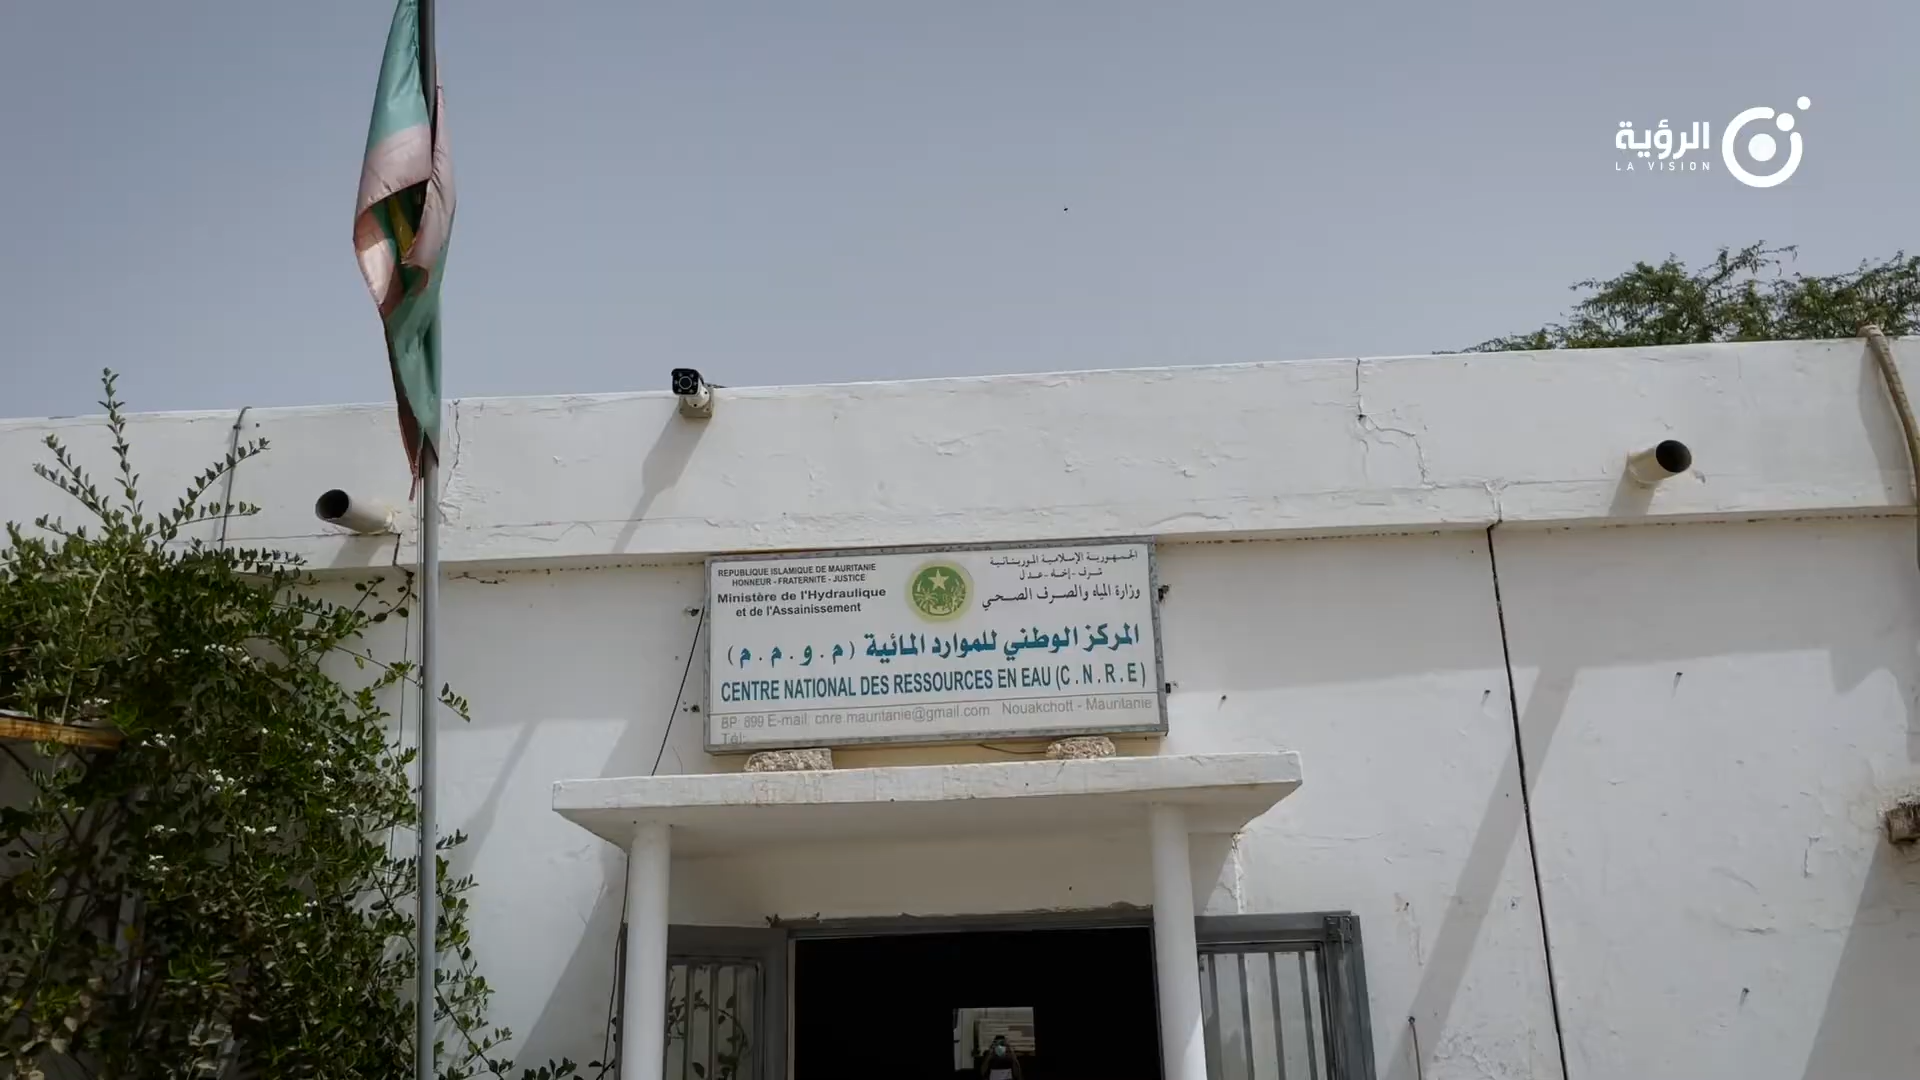 الرؤية
LA VISION
REPUBLIQUE ISLAMIQUE DE MAURITANIE
HONNEUR - FRATERNITE - JUSTICE
Ministère de l'Hydraulique
et de l'Assainissement
الجمهورية الإسلامية الموريتانية
شرف - إخاء - عدل
وزارة المياه والصرف الصحي
المركز الوطني للموارد المائية (م . و . م . م)
CENTRE NATIONAL DES RESSOURCES EN EAU (C . N . R . E)
BP: 899 E-mail: cnre.mauritanie@gmail.com Nouakchott - Mauritanie
Tél: